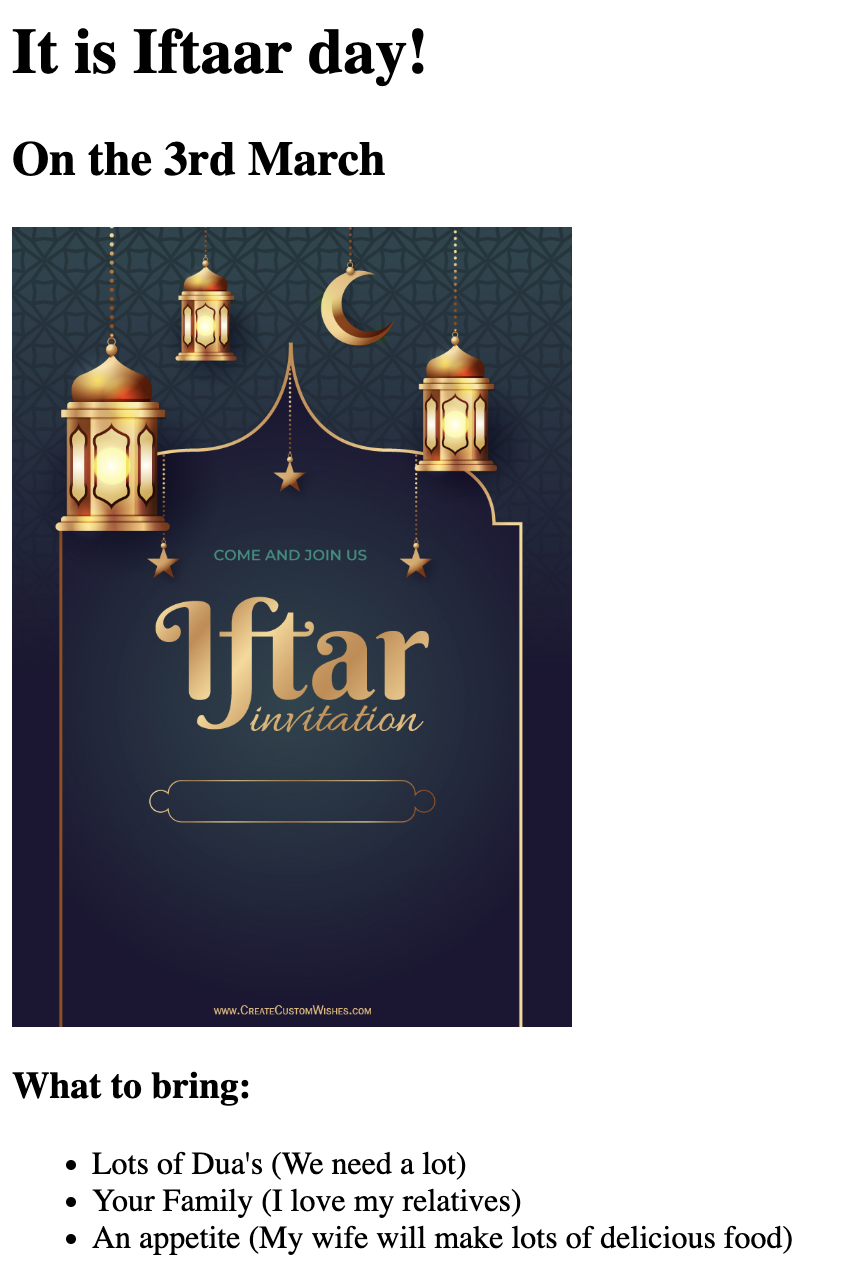 It is Iftaar day!
On the 3rd March
COME AND JOIN US
Iftar
invitation
www.CreateCustomWishes.com
What to bring:
Lots of Dua's (We need a lot)
Your Family (I love my relatives)
An appetite (My wife will make lots of delicious food)